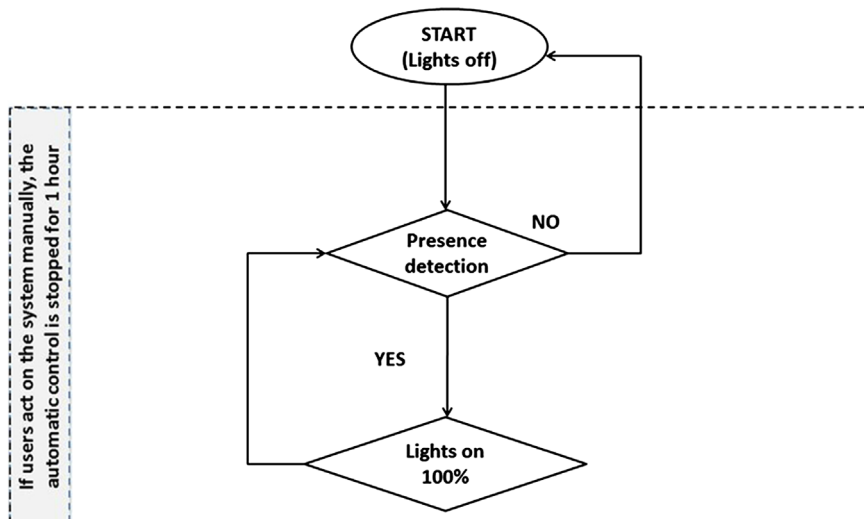 START
(Lights off)
If users act on the system manually, the
automatic control is stopped for 1 hour
NO
Presence
detection
YES
Lights on
100%